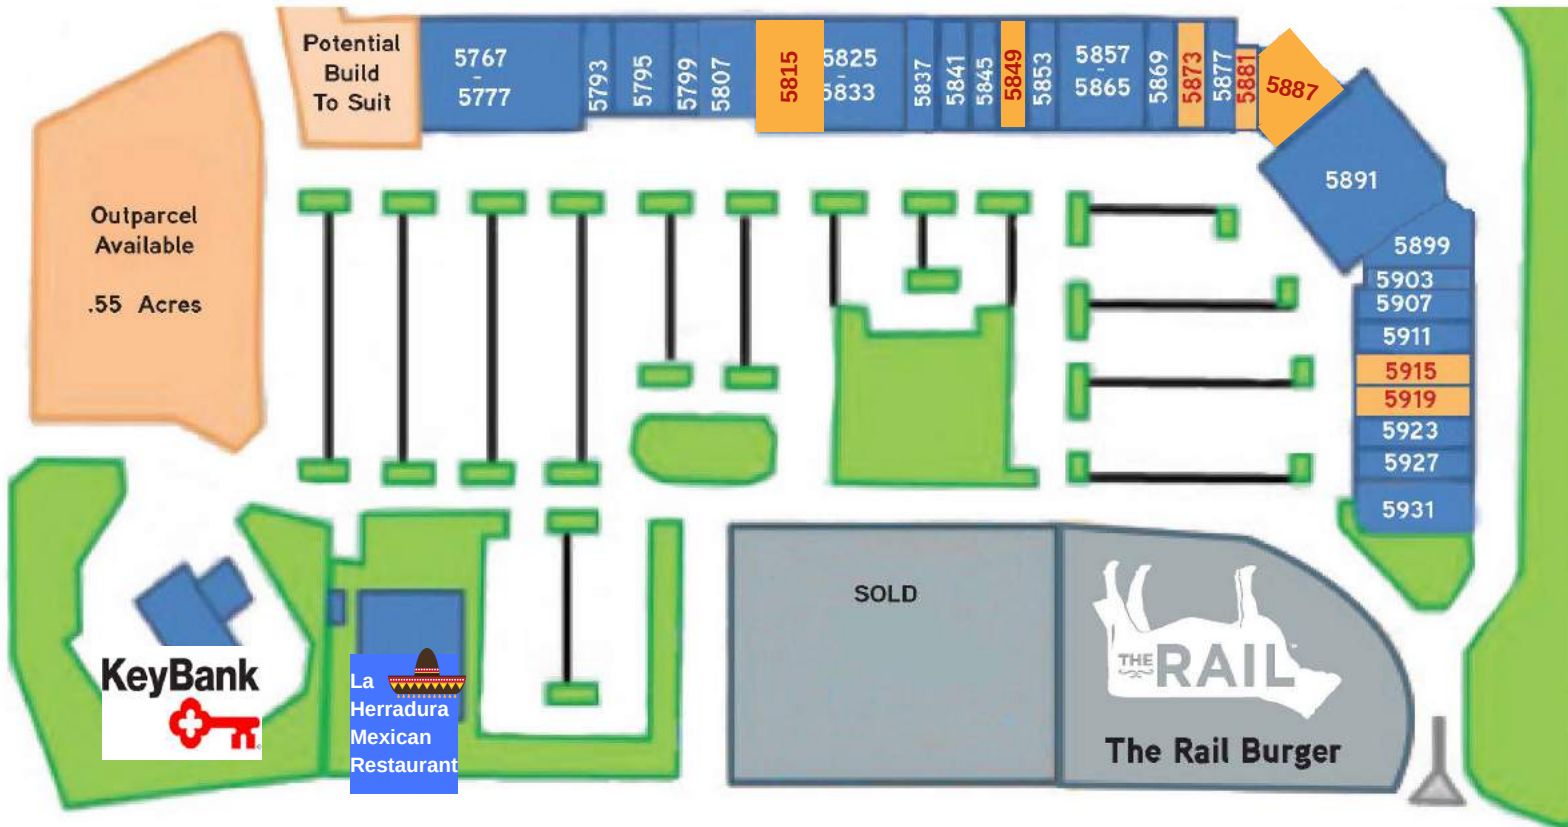 Potential
Build
To Suit
5767
-
5777
5793
5795
5799
5807
5815
5825
-
5833
5837
5841
5845
5849
5853
5857
-
5865
5869
5873
5877
5881
5887
5891
5899
5903
5907
5911
5915
5919
5923
5927
5931
Outparcel
Available
.55 Acres
KeyBank
La
Herradura
Mexican
Restaurant
SOLD
THE RAIL
The Rail Burger